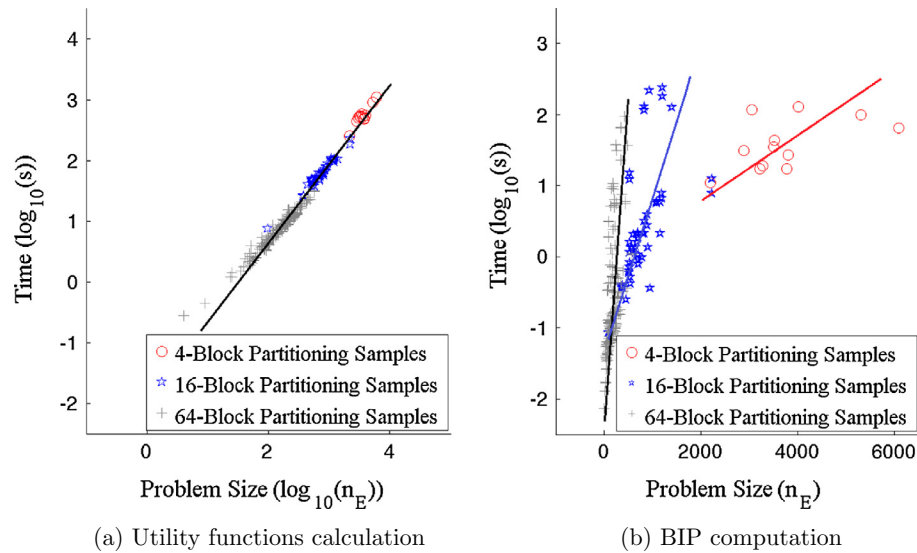 4
3
2
1
0
-1
-2
Time (log10(s))
4-Block Partitioning Samples
16-Block Partitioning Samples
64-Block Partitioning Samples
0 2 4
Problem Size (log10(nE))
(a) Utility functions calculation
3
2
1
0
-1
-2
Time (log10(s))
4-Block Partitioning Samples
16-Block Partitioning Samples
64-Block Partitioning Samples
0 2000 4000 6000
Problem Size (nE)
(b) BIP computation